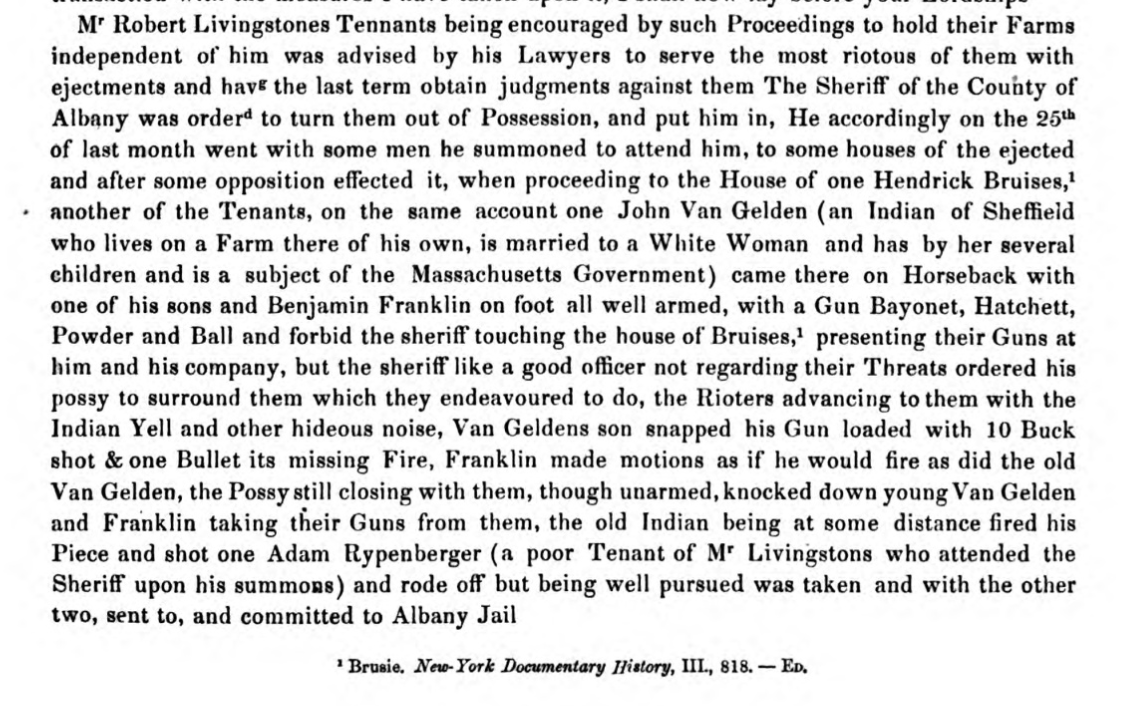 transaction with the measures I have taken upon it, I shall now lay before your Lordships
Mr Robert Livingstones Tennants being encouraged by such Proceedings to hold their Farms
independent of him was advised by his Lawyers to serve the most riotous of them with
ejectments and havg the last term obtain judgments against them The Sheriff of the County of
Albany was orderd to turn them out of Possession, and put him in, He accordingly on the 25th
of last month went with some men he summoned to attend him, to some houses of the ejected
and after some opposition effected it, when proceeding to the House of one Hendrick Bruises,¹
another of the Tenants, on the same account one John Van Gelden (an Indian of Sheffield
who lives on a Farm there of his own, is married to a White Woman and has by her several
children and is a subject of the Massachusetts Government) came there on Horseback with
one of his sons and Benjamin Franklin on foot all well armed, with a Gun Bayonet, Hatchett,
Powder and Ball and forbid the sheriff touching the house of Bruises,¹ presenting their Guns at
him and his company, but the sheriff like a good officer not regarding their Threats ordered his
possy to surround them which they endeavoured to do, the Rioters advancing to them with the
Indian Yell and other hideous noise, Van Geldens son snapped his Gun loaded with 10 Buck
shot & one Bullet its missing Fire, Franklin made motions as if he would fire as did the old
Van Gelden, the Possy still closing with them, though unarmed, knocked down young Van Gelden
and Franklin taking their Guns from them, the old Indian being at some distance fired his
Piece and shot one Adam Rypenberger (a poor Tenant of Mr Livingstons who attended the
Sheriff upon his summons) and rode off but being well pursued was taken and with the other
two, sent to, and committed to Albany Jail
¹ Brusie. New-York Documentary History, III., 818. — ED.